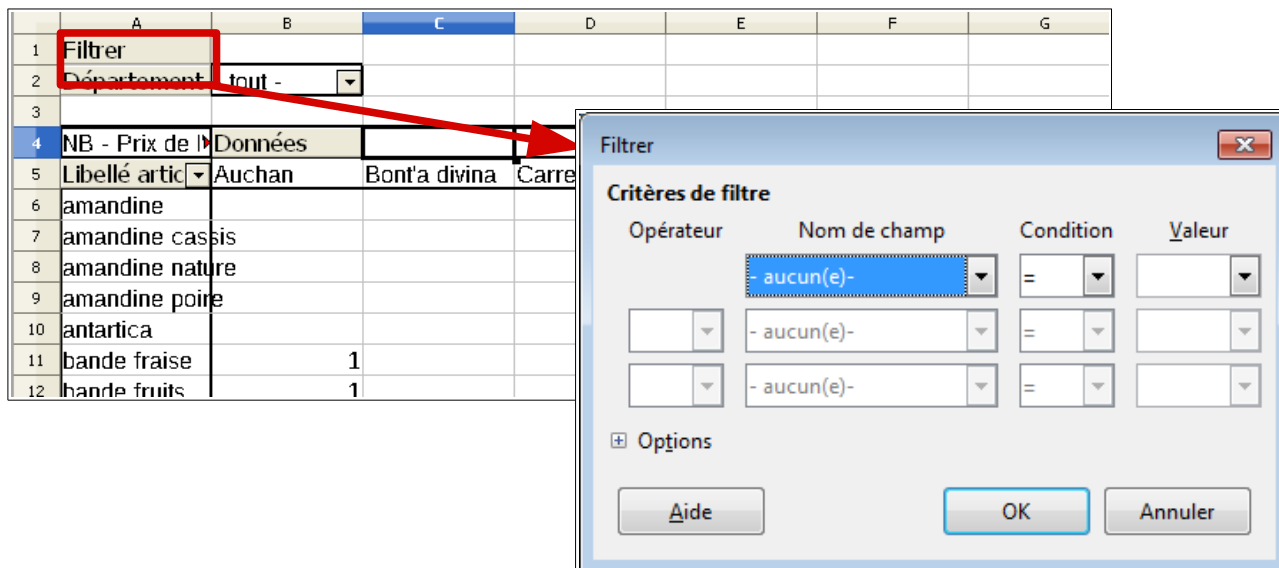 A B C D E F G
1 Filtrer
2 Département - tout -
3
4 NB - Prix de l' Données
5 Libellé artic Auchan Bont'a divina Carre
6 amandine
7 amandine cassis
8 amandine nature
9 amandine poire
10 antartica
11 bande fraise 1
12 bande fruits 1
Filtrer
Critères de filtre
Opérateur Nom de champ Condition Valeur
- aucun(e)- =
- aucun(e)- =
- aucun(e)- =
Options
Aide OK Annuler